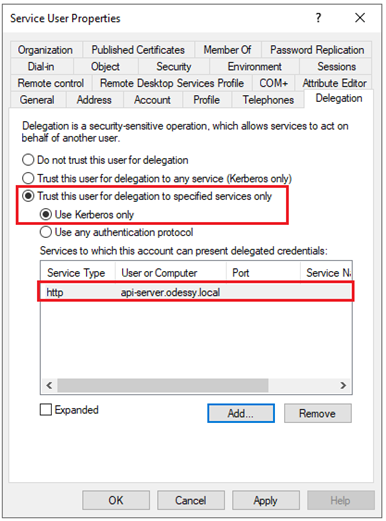 Service User Properties
?
Organization Published Certificates Member Of Password Replication
Dial-in Object Security Environment Sessions
Remote control Remote Desktop Services Profile COM+ Attribute Editor
General Address Account Profile Telephones Delegation
Delegation is a security-sensitive operation, which allows services to act on
behalf of another user.
Do not trust this user for delegation
Trust this user for delegation to any service (Kerberos only)
Trust this user for delegation to specified services only
Use Kerberos only
Use any authentication protocol
Services to which this account can present delegated credentials:
Service Type User or Computer Port Service Na
http api-server.odessy.local
Expanded Add... Remove
OK Cancel Apply Help